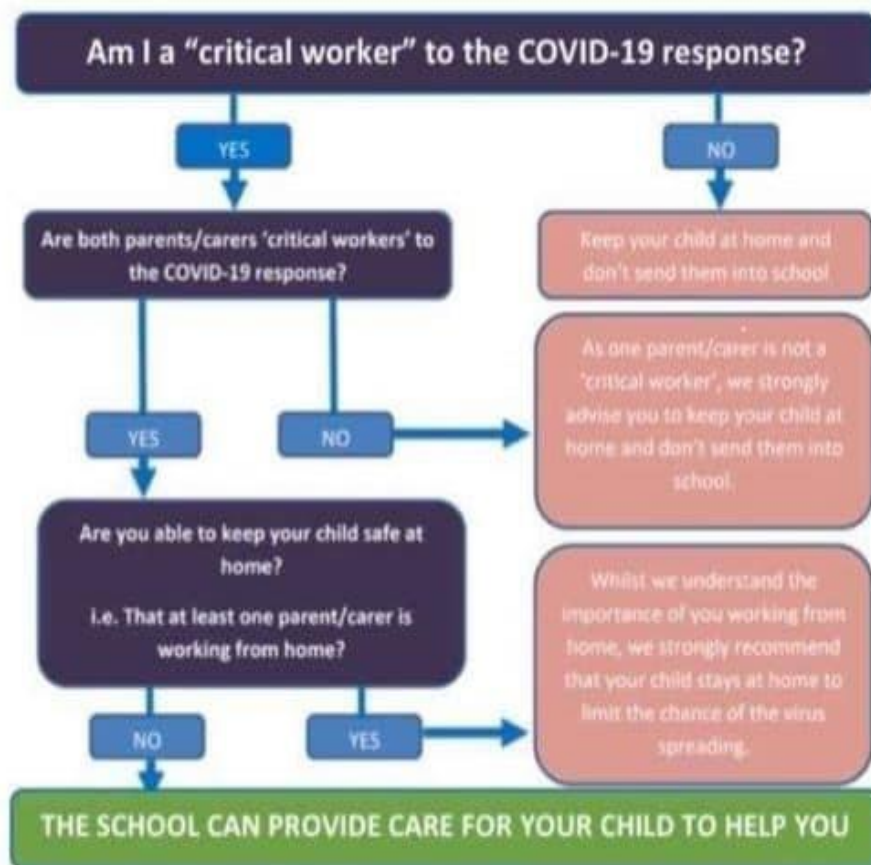 Am I a “critical worker” to the COVID-19 response?
YES
NO
Are both parents/carers ‘critical workers’ to
the COVID-19 response?
Keep your child at home and
don’t send them into school
As one parent/carer is not a
‘critical worker’, we strongly
advise you to keep your child at
home and don’t send them into
school.
YES
NO
Are you able to keep your child safe at
home?
i.e. That at least one parent/carer is
working from home?
Whilst we understand the
importance of you working from
home, we strongly recommend
that your child stays at home to
limit the chance of the virus
spreading.
NO
YES
THE SCHOOL CAN PROVIDE CARE FOR YOUR CHILD TO HELP YOU